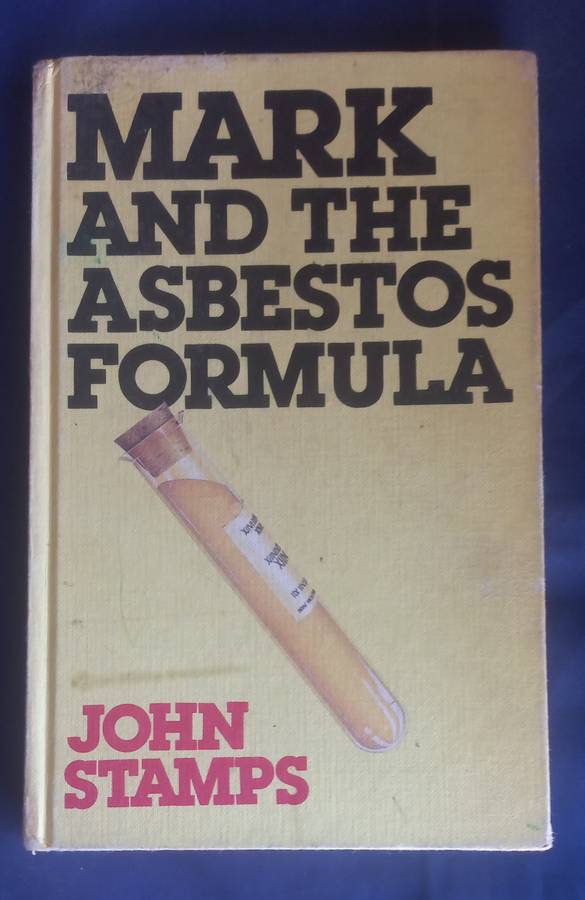 MARK
AND THE
ASBESTOS
FORMULA
JOHN
STAMPS